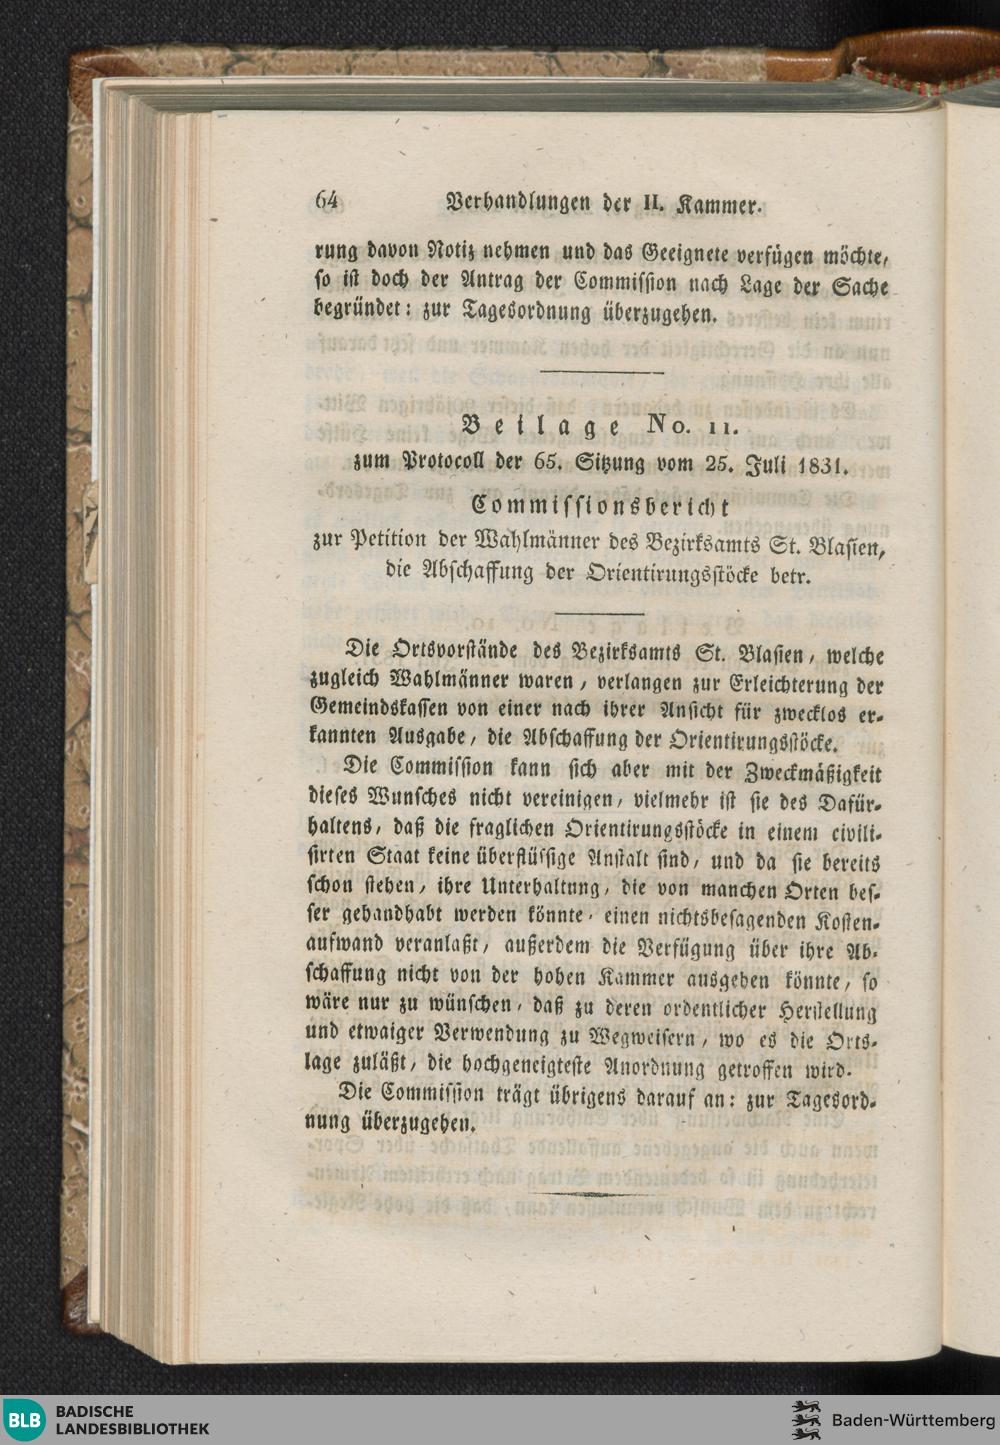 64 Verhandlungen der II. Kammer.
rung davon Notiz nehmen und das Geeignete verfügen möchte,
so ist doch der Antrag der Commission nach Lage der Sache
begründet: zur Tagesordnung überzugehen.
Beilage No. 11.
zum Protocoll der 65. Sitzung vom 25. Juli 1831.
Commissionsbericht
zur Petition der Wahlmänner des Bezirksamts St. Blasien,
die Abschaffung der Orientirungsstöcke betr.
Die Ortsvorstände des Bezirksamts St. Blasien, welche
zugleich Wahlmänner waren, verlangen zur Erleichterung der
Gemeindskassen von einer nach ihrer Ansicht für zwecklos er-
kannten Ausgabe, die Abschaffung der Orientirungsstöcke.
Die Commission kann sich aber mit der Zweckmäßigkeit
dieses Wunsches nicht vereinigen, vielmehr ist sie des Dafür-
haltens, daß die fraglichen Orientirungsstöcke in einem civili-
sirten Staat keine überflüssige Anstalt sind, und da sie bereits
schon stehen, ihre Unterhaltung, die von manchen Orten bes-
ser gehandhabt werden könnte, einen nichtsbesagenden Kosten-
aufwand veranlaßt, außerdem die Verfügung über ihre Ab-
schaffung nicht von der hohen Kammer ausgehen könnte, so
wäre nur zu wünschen, daß zu deren ordentlicher Herstellung
und etwaiger Verwendung zu Wegweisern, wo es die Orts-
lage zuläßt, die hochgeneigteste Anordnung getroffen wird.
Die Commission trägt übrigens darauf an: zur Tagesord-
nung überzugehen.
BLB BADISCHE
LANDESBIBLIOTHEK
Baden-Württemberg